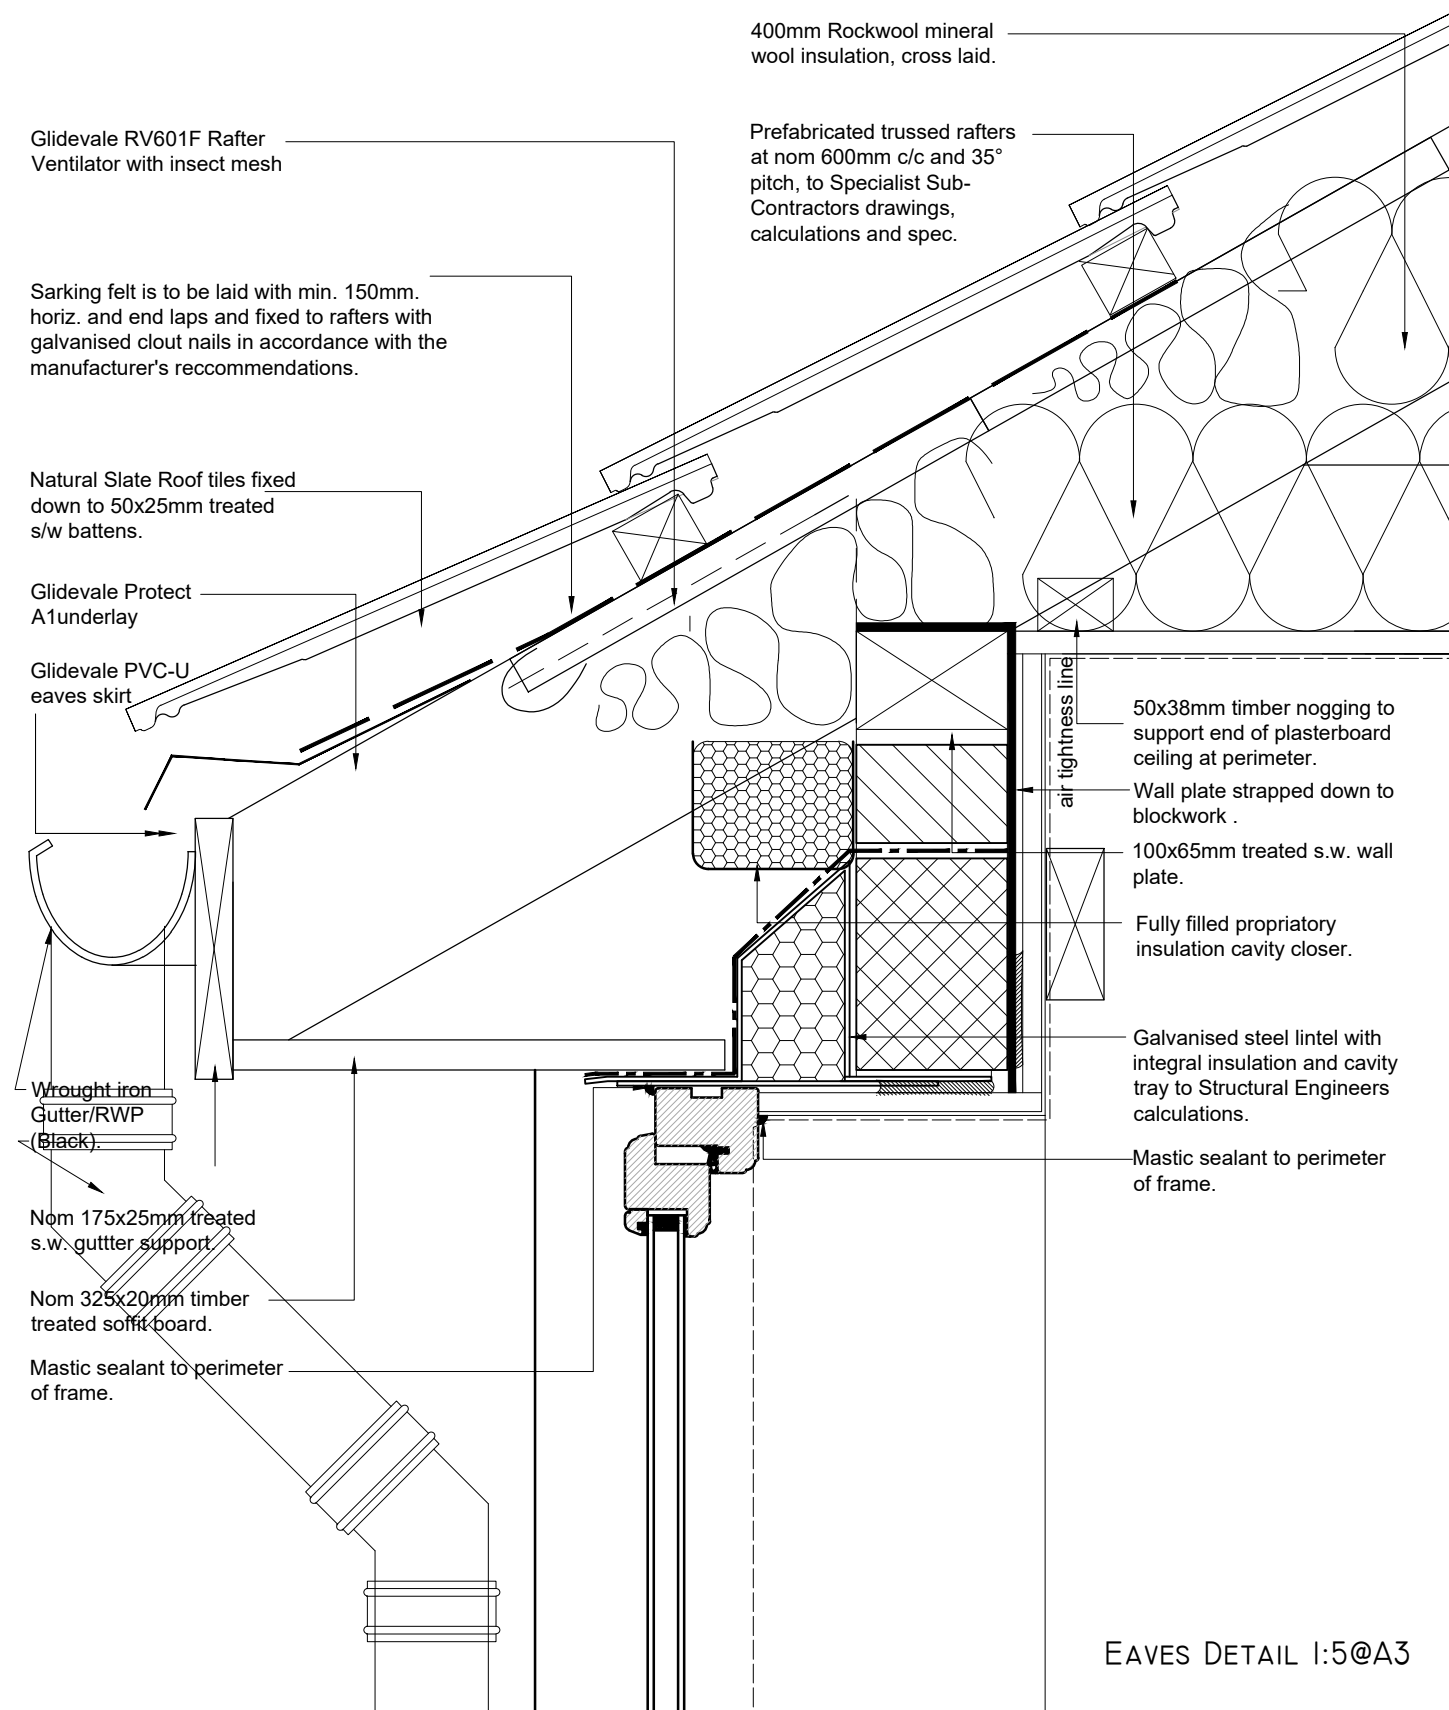 400mm Rockwool mineral
wool insulation, cross laid.
Glidevale RV601F Rafter
Ventilator with insect mesh
Prefabricated trussed rafters
at nom 600mm c/c and 35°
pitch, to Specialist Sub-
Contractors drawings,
calculations and spec.
Sarking felt is to be laid with min. 150mm.
horiz. and end laps and fixed to rafters with
galvanised clout nails in accordance with the
manufacturer's reccommendations.
Natural Slate Roof tiles fixed
down to 50x25mm treated
s/w battens.
Glidevale Protect
A1underlay
Glidevale PVC-U
eaves skirt
air tightness line
50x38mm timber nogging to
support end of plasterboard
ceiling at perimeter.
Wall plate strapped down to
blockwork .
100x65mm treated s.w. wall
plate.
Fully filled propriatory
insulation cavity closer.
Galvanised steel lintel with
integral insulation and cavity
tray to Structural Engineers
calculations.
Mastic sealant to perimeter
of frame.
Wrought iron
Gutter/RWP
(Black).
Nom 175x25mm treated
s.w. guttter support.
Nom 325x20mm timber
treated soffit board.
Mastic sealant to perimeter
of frame.
EAVES DETAIL 1:5@A3